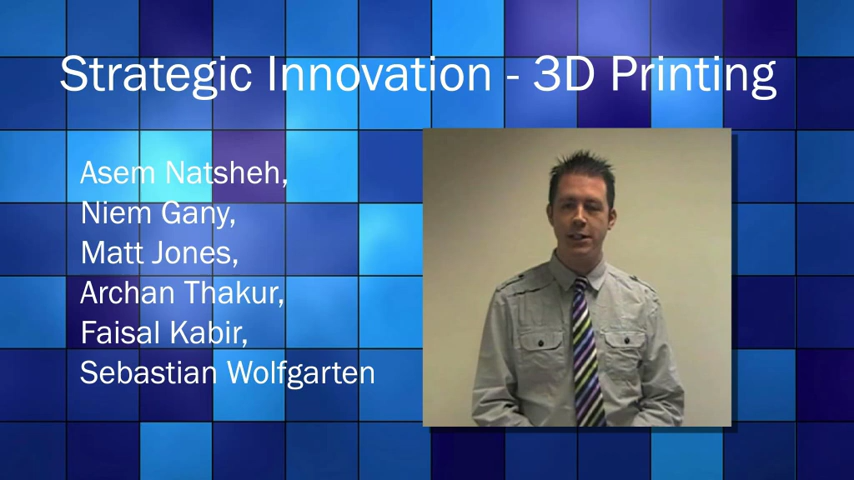 Strategic Innovation - 3D Printing
Asem Natsheh,
Niem Gany,
Matt Jones,
Archan Thakur,
Faisal Kabir,
Sebastian Wolfgarten